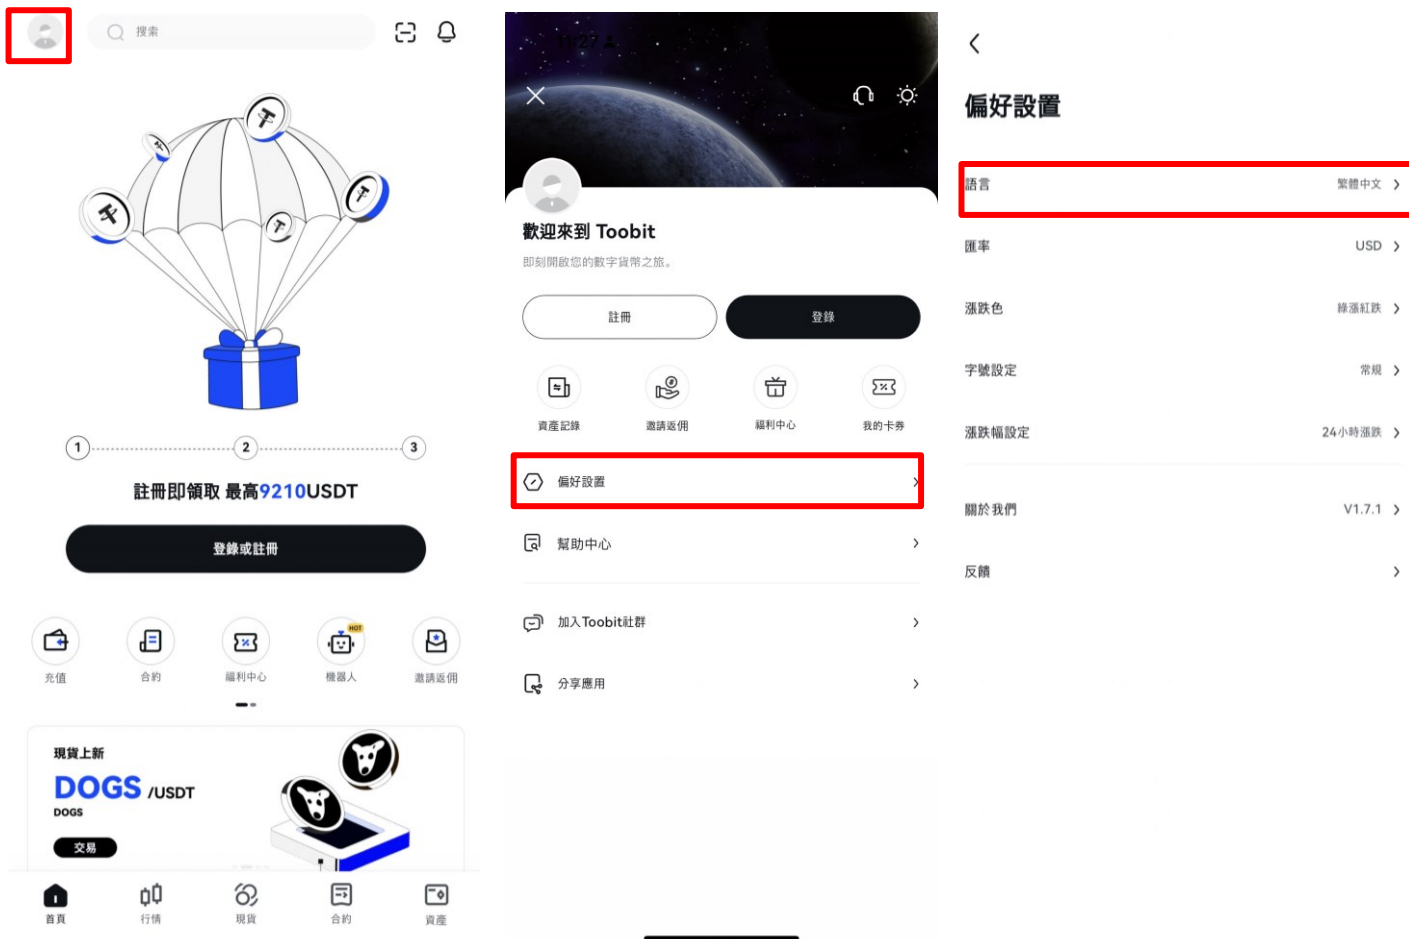 搜索
1
2
3
註冊即領取 最高9210USDT
登錄或註冊
充值
合約
福利中心
HOT
機器人
邀請返佣
現貨上新
DOGS /USDT
DOGS
交易
首頁
行情
現貨
合約
資產
11:27
歡迎來到 Toobit
即刻開啟您的數字貨幣之旅。
註冊
登錄
資產記錄
邀請返佣
福利中心
我的卡券
偏好設置
幫助中心
加入Toobit社群
分享應用
偏好設置
語言 繁體中文
匯率 USD
漲跌色 綠漲紅跌
字號設定 常規
漲跌幅設定 24小時漲跌
關於我們 V1.7.1
反饋